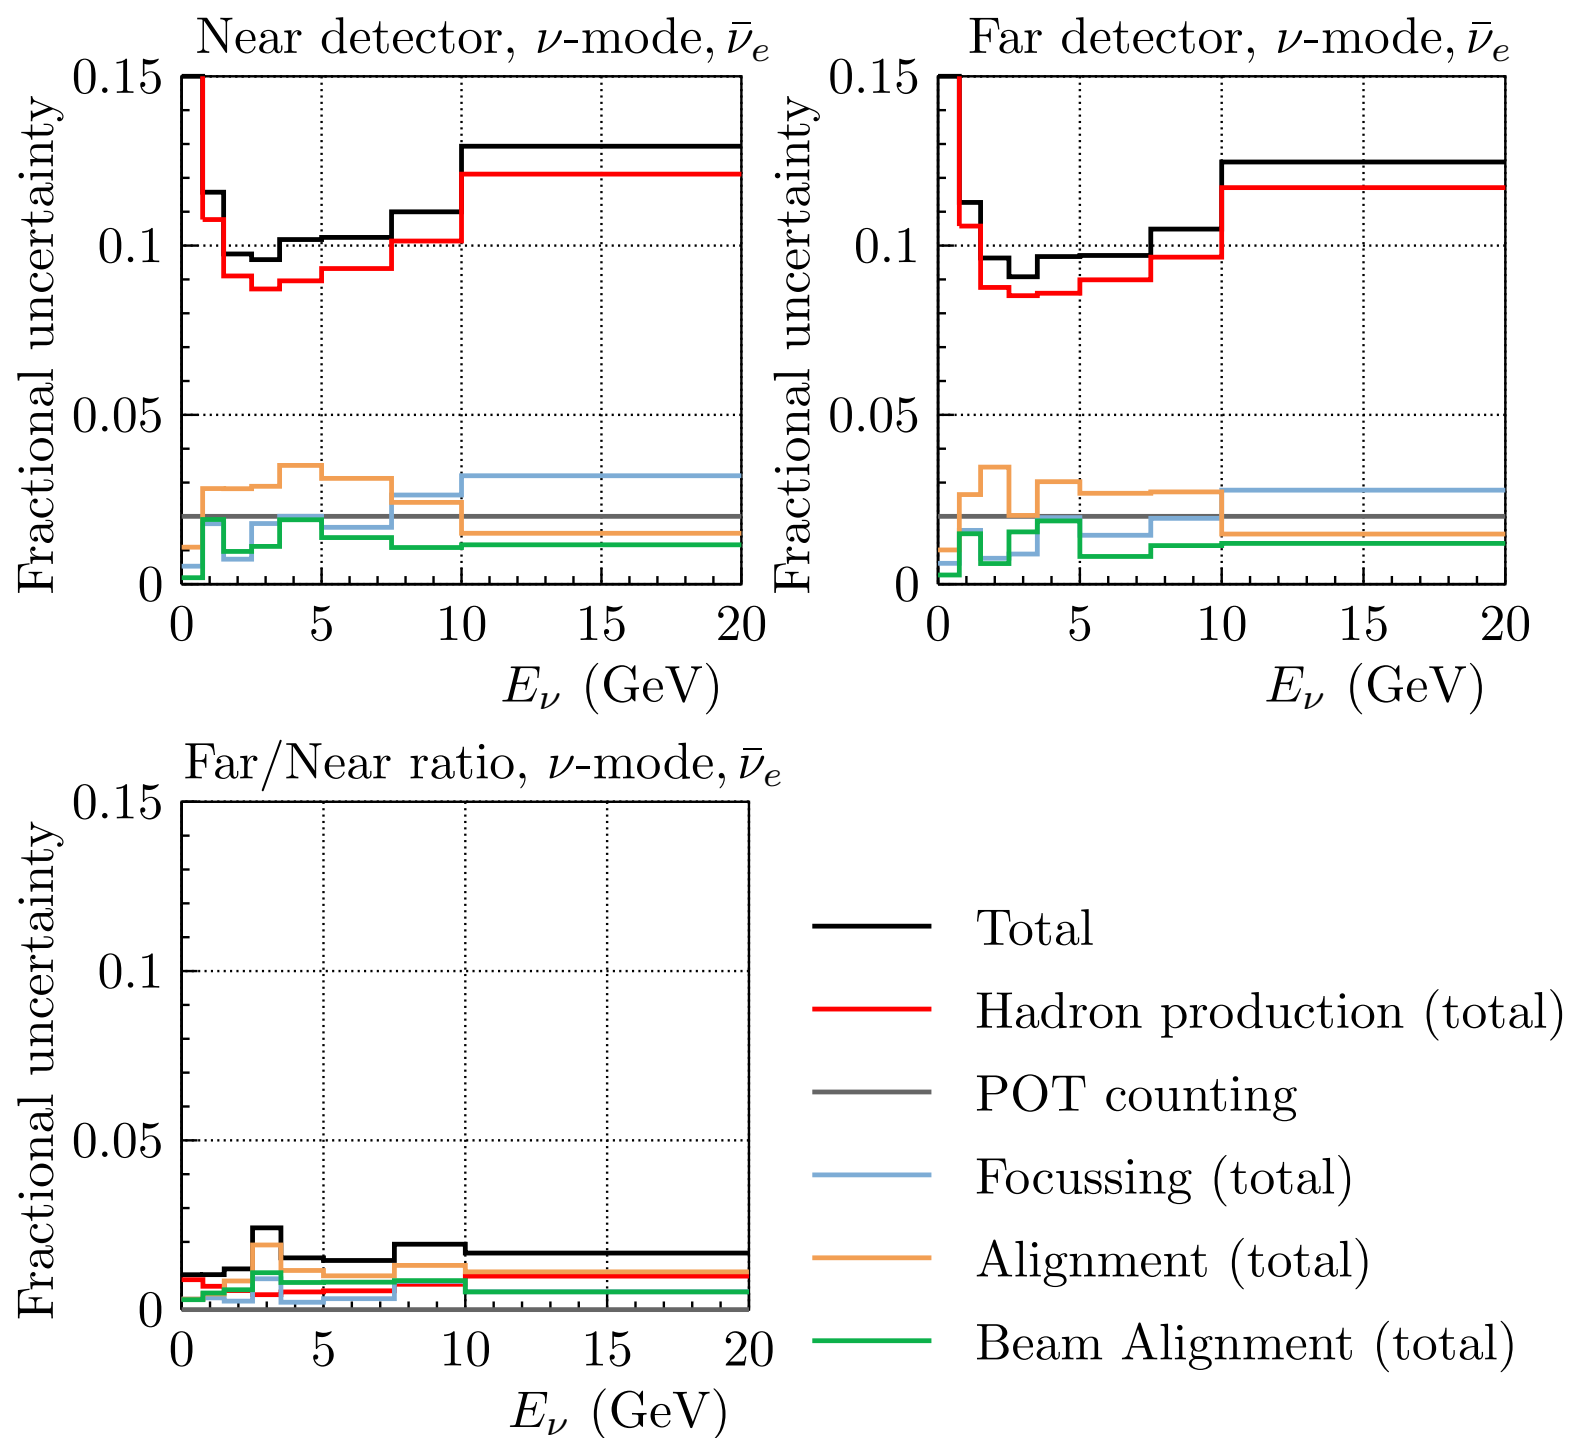 Near detector, ν-mode, ν̄ₑ
Fractional uncertainty
0.15
0.1
0.05
0
0 5 10 15 20
E_ν (GeV)
Far detector, ν-mode, ν̄ₑ
Fractional uncertainty
0.15
0.1
0.05
0
0 5 10 15 20
E_ν (GeV)
Far/Near ratio, ν-mode, ν̄ₑ
Fractional uncertainty
0.15
0.1
0.05
0
0 5 10 15 20
E_ν (GeV)
Total
Hadron production (total)
POT counting
Focussing (total)
Alignment (total)
Beam Alignment (total)